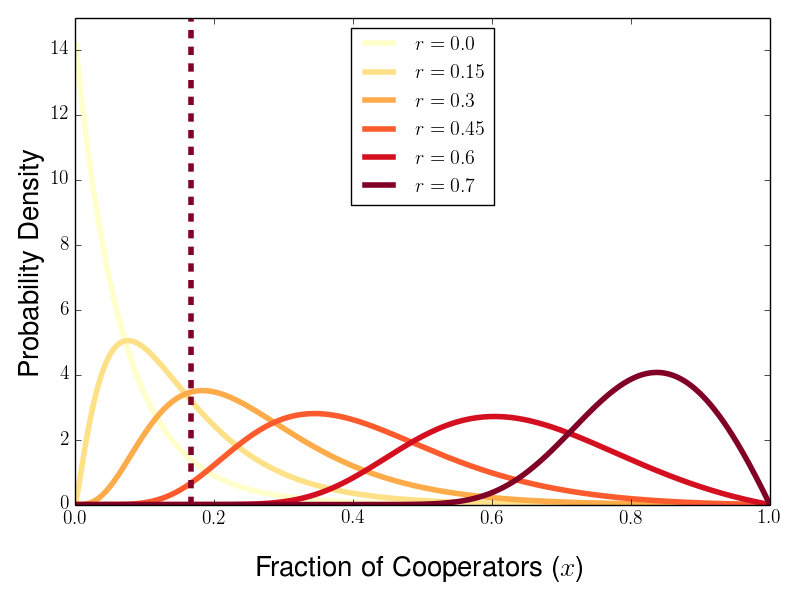 14
12
10
8
6
4
2
0
0.0 0.2 0.4 0.6 0.8 1.0
Probability Density
Fraction of Cooperators (x)
r = 0.0
r = 0.15
r = 0.3
r = 0.45
r = 0.6
r = 0.7